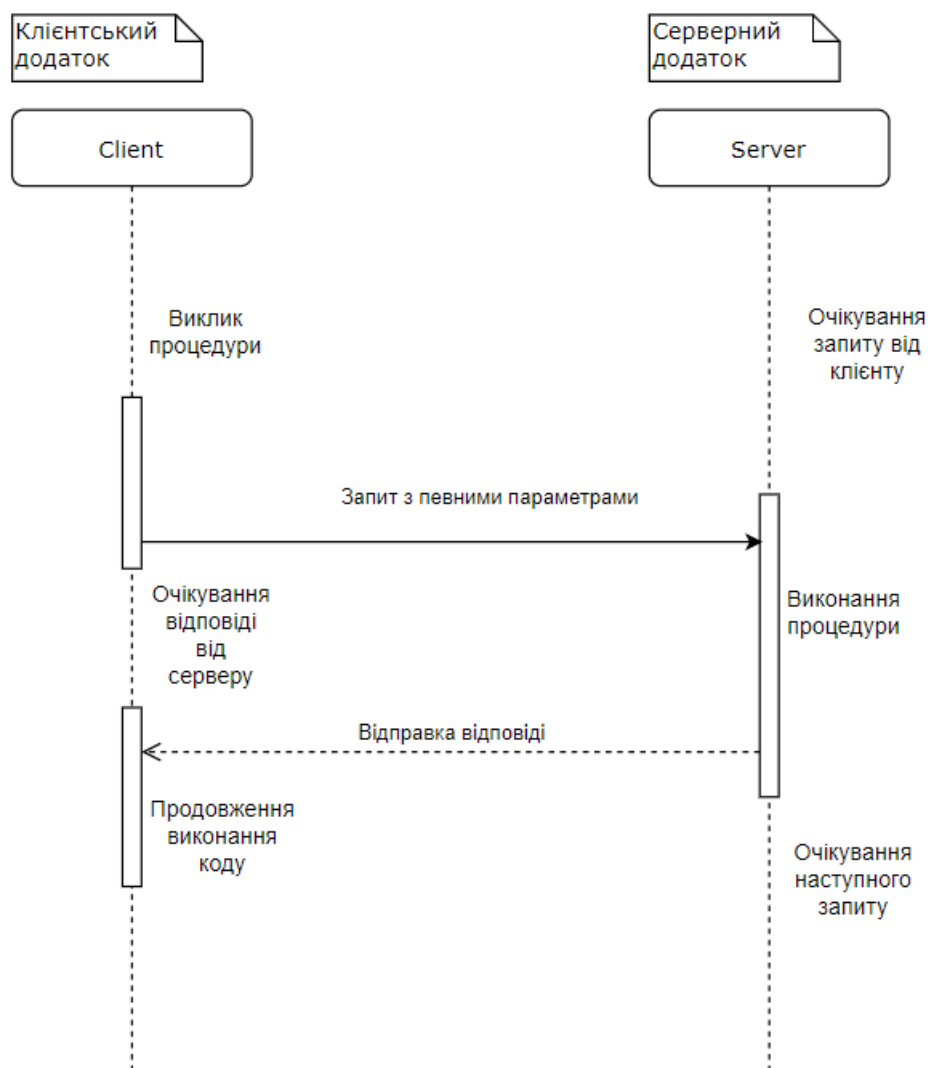 Клієнтський
додаток
Серверний
додаток
Client
Server
Виклик
процедури
Очікування
запиту від
клієнту
Запит з певними параметрами
Очікування
відповіді
від
серверу
Виконання
процедури
Відправка відповіді
Продовження
виконання
коду
Очікування
наступного
запиту